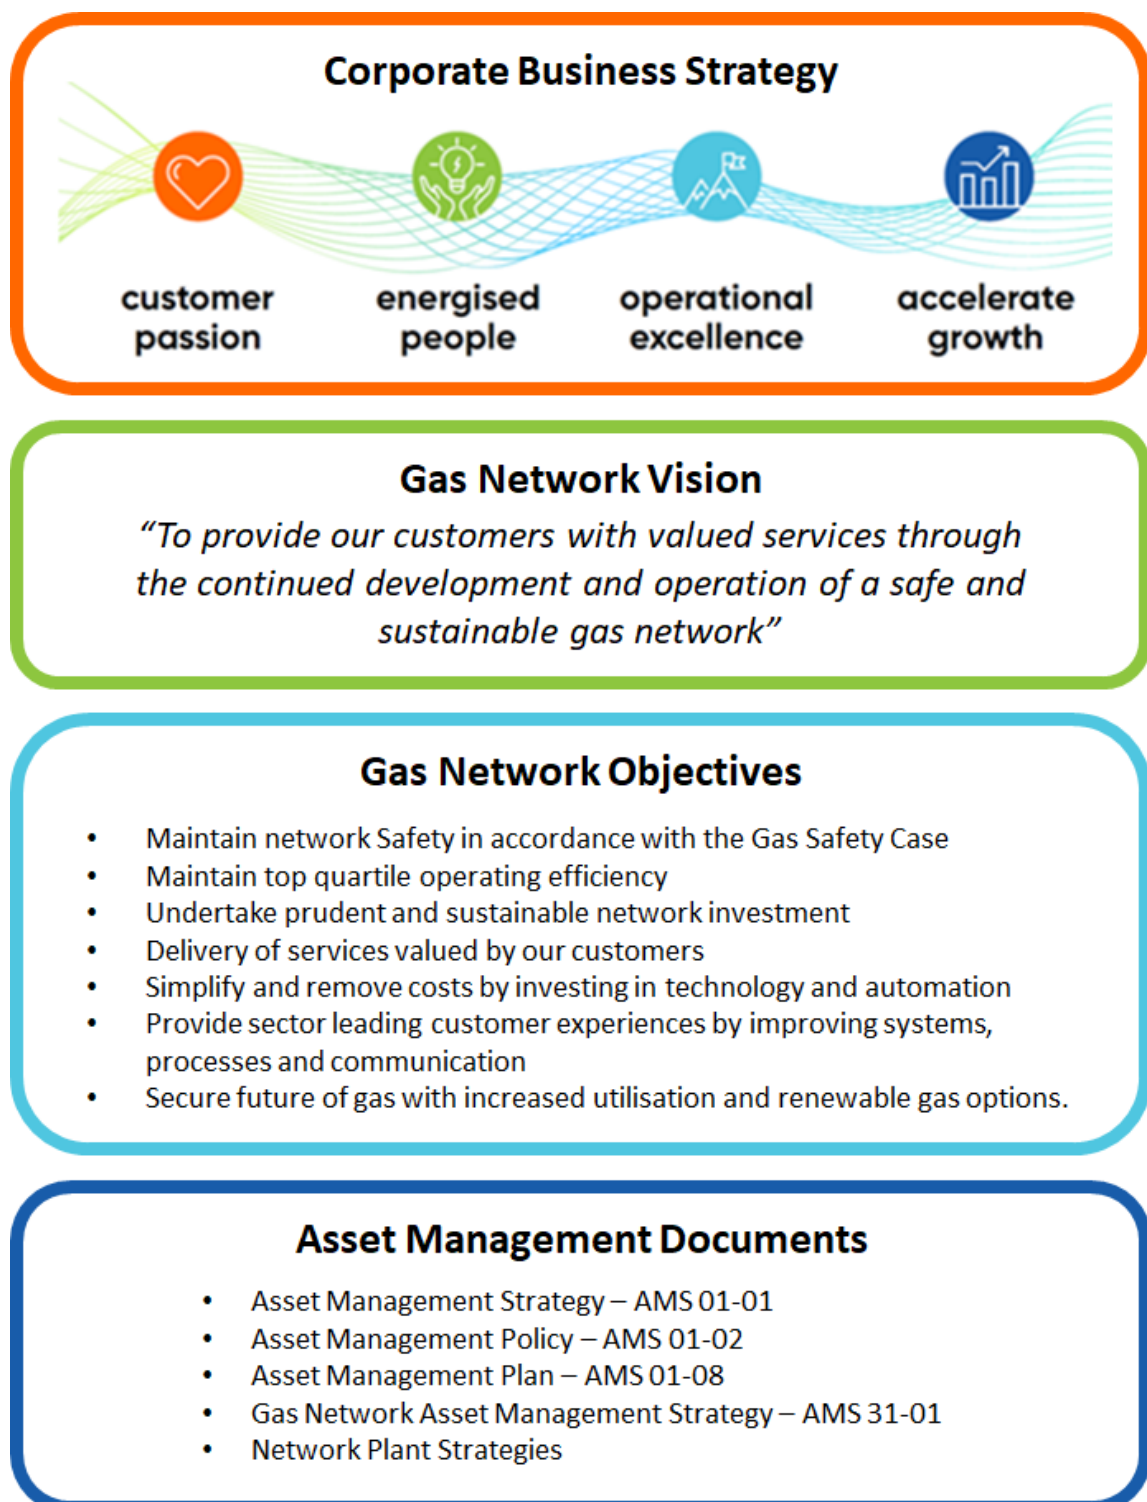 Corporate Business Strategy
customer
passion
energised
people
operational
excellence
accelerate
growth
Gas Network Vision
“To provide our customers with valued services through
the continued development and operation of a safe and
sustainable gas network”
Gas Network Objectives
• Maintain network Safety in accordance with the Gas Safety Case
• Maintain top quartile operating efficiency
• Undertake prudent and sustainable network investment
• Delivery of services valued by our customers
• Simplify and remove costs by investing in technology and automation
• Provide sector leading customer experiences by improving systems,
processes and communication
• Secure future of gas with increased utilisation and renewable gas options.
Asset Management Documents
• Asset Management Strategy – AMS 01-01
• Asset Management Policy – AMS 01-02
• Asset Management Plan – AMS 01-08
• Gas Network Asset Management Strategy – AMS 31-01
• Network Plant Strategies